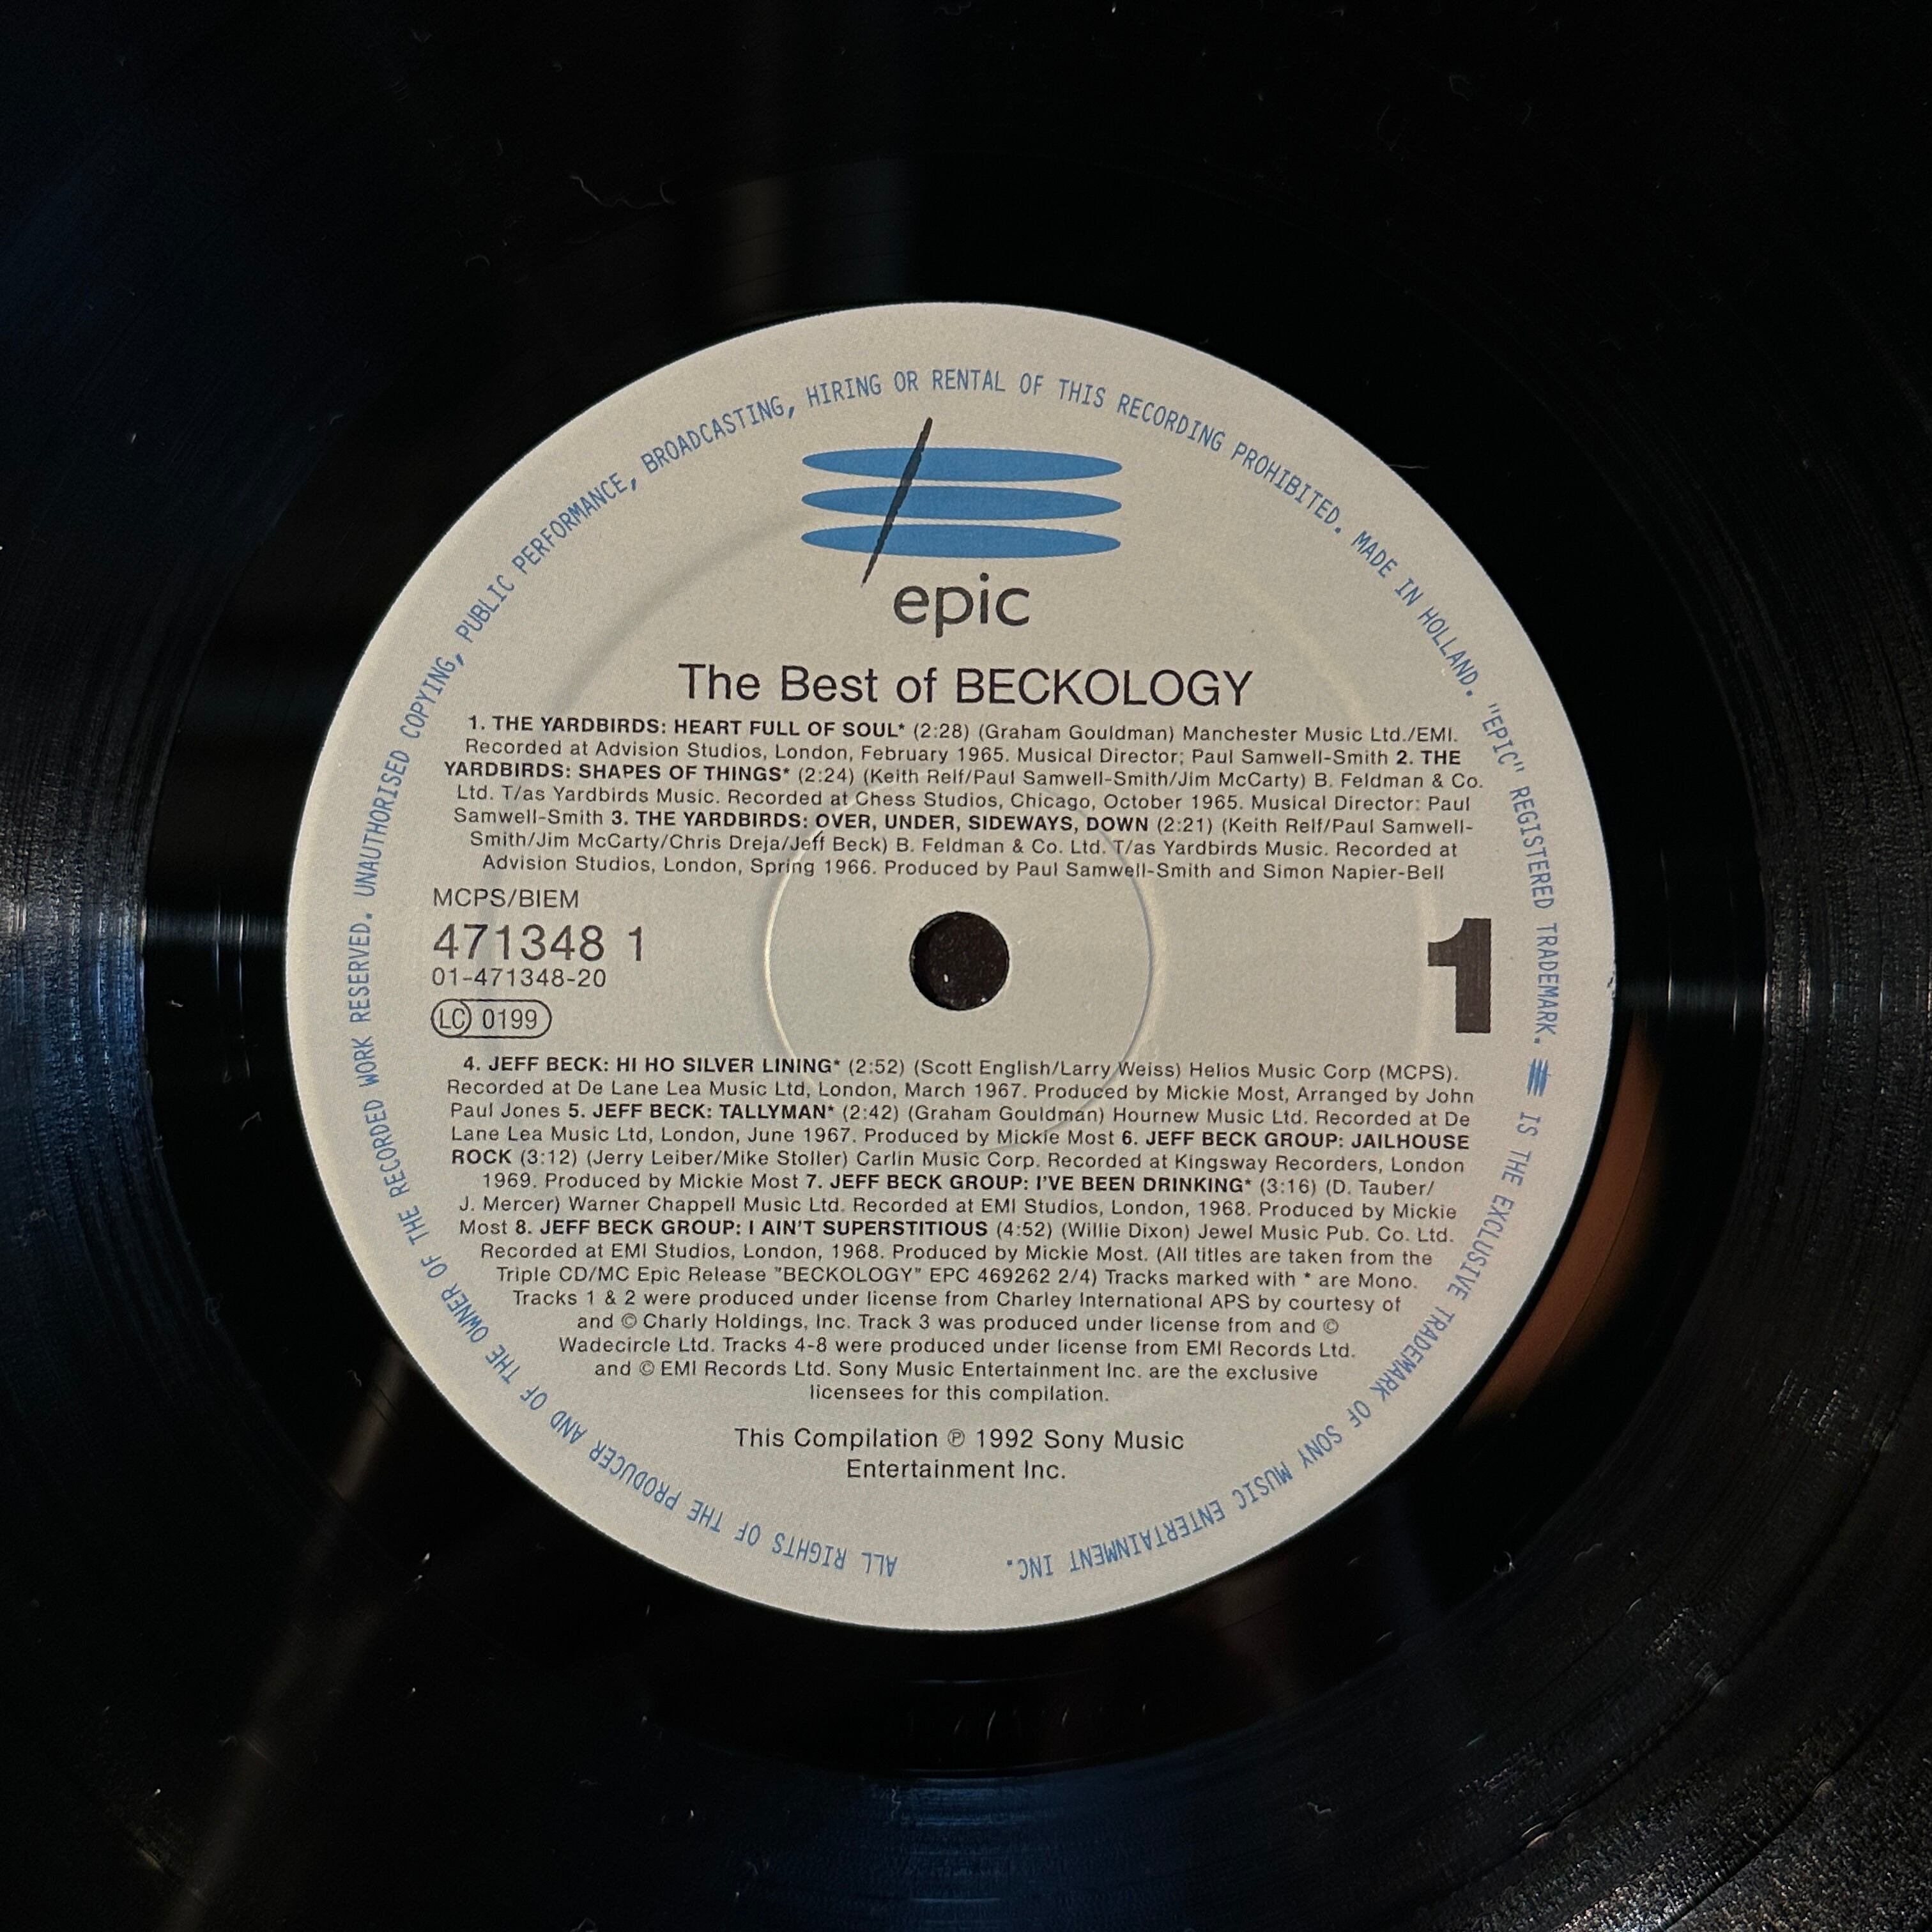 ALL RIGHTS OF THE PRODUCER AND OF THE OWNER OF THE RECORDED WORK RESERVED. UNAUTHORISED COPYING, PUBLIC PERFORMANCE, BROADCASTING, HIRING OR RENTAL OF THIS RECORDING PROHIBITED. MADE IN HOLLAND. "EPIC" REGISTERED TRADEMARK. IS THE EXCLUSIVE TRADEMARK OF SONY MUSIC ENTERTAINMENT INC.
epic
The Best of BECKOLOGY
1. THE YARDBIRDS: HEART FULL OF SOUL* (2:28) (Graham Gouldman) Manchester Music Ltd./EMI.
Recorded at Advision Studios, London, February 1965. Musical Director; Paul Samwell-Smith 2. THE
YARDBIRDS: SHAPES OF THINGS* (2:24) (Keith Relf/Paul Samwell-Smith/Jim McCarty) B. Feldman & Co.
Ltd. T/as Yardbirds Music. Recorded at Chess Studios, Chicago, October 1965. Musical Director: Paul
Samwell-Smith 3. THE YARDBIRDS: OVER, UNDER, SIDEWAYS, DOWN (2:21) (Keith Relf/Paul Samwell-
Smith/Jim McCarty/Chris Dreja/Jeff Beck) B. Feldman & Co. Ltd. T/as Yardbirds Music. Recorded at
Advision Studios, London, Spring 1966. Produced by Paul Samwell-Smith and Simon Napier-Bell
MCPS/BIEM
471348 1
01-471348-20
LC 0199
1
4. JEFF BECK: HI HO SILVER LINING* (2:52) (Scott English/Larry Weiss) Helios Music Corp (MCPS).
Recorded at De Lane Lea Music Ltd, London, March 1967. Produced by Mickie Most, Arranged by John
Paul Jones 5. JEFF BECK: TALLYMAN* (2:42) (Graham Gouldman) Hournew Music Ltd. Recorded at De
Lane Lea Music Ltd, London, June 1967. Produced by Mickie Most 6. JEFF BECK GROUP: JAILHOUSE
ROCK (3:12) (Jerry Leiber/Mike Stoller) Carlin Music Corp. Recorded at Kingsway Recorders, London
1969. Produced by Mickie Most 7. JEFF BECK GROUP: I'VE BEEN DRINKING* (3:16) (D. Tauber/
J. Mercer) Warner Chappell Music Ltd. Recorded at EMI Studios, London, 1968. Produced by Mickie
Most 8. JEFF BECK GROUP: I AIN'T SUPERSTITIOUS (4:52) (Willie Dixon) Jewel Music Pub. Co. Ltd.
Recorded at EMI Studios, London, 1968. Produced by Mickie Most. (All titles are taken from the
Triple CD/MC Epic Release "BECKOLOGY" EPC 469262 2/4) Tracks marked with * are Mono.
Tracks 1 & 2 were produced under license from Charley International APS by courtesy of
and © Charly Holdings, Inc. Track 3 was produced under license from and ©
Wadecircle Ltd. Tracks 4-8 were produced under license from EMI Records Ltd.
and © EMI Records Ltd. Sony Music Entertainment Inc. are the exclusive
licensees for this compilation.
This Compilation ℗ 1992 Sony Music
Entertainment Inc.